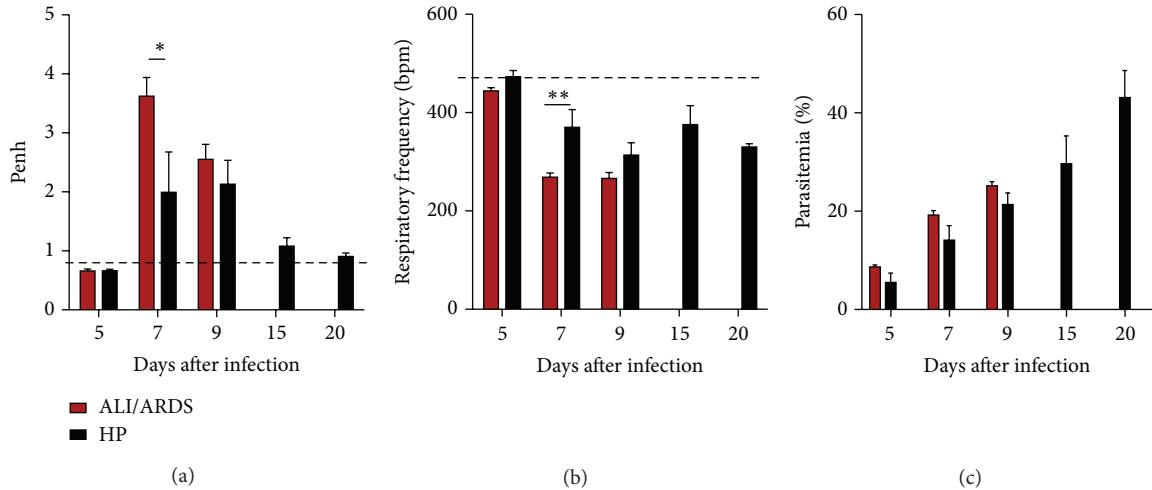 Penh
5
4
3
2
1
0
*
5 7 9 15 20
Days after infection
ALI/ARDS
HP
(a)
Respiratory frequency (bpm)
600
400
200
0
**
5 7 9 15 20
Days after infection
(b)
Parasitemia (%)
60
40
20
0
5 7 9 15 20
Days after infection
(c)